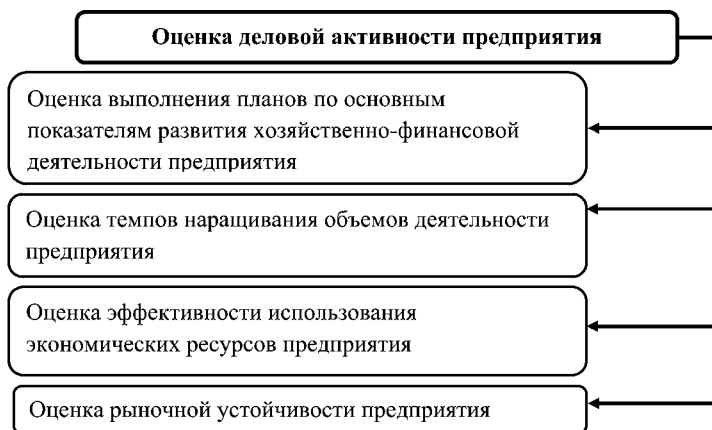 Оценка деловой активности предприятия
Оценка выполнения планов по основным
показателям развития хозяйственно-финансовой
деятельности предприятия
Оценка темпов наращивания объемов деятельности
предприятия
Оценка эффективности использования
экономических ресурсов предприятия
Оценка рыночной устойчивости предприятия